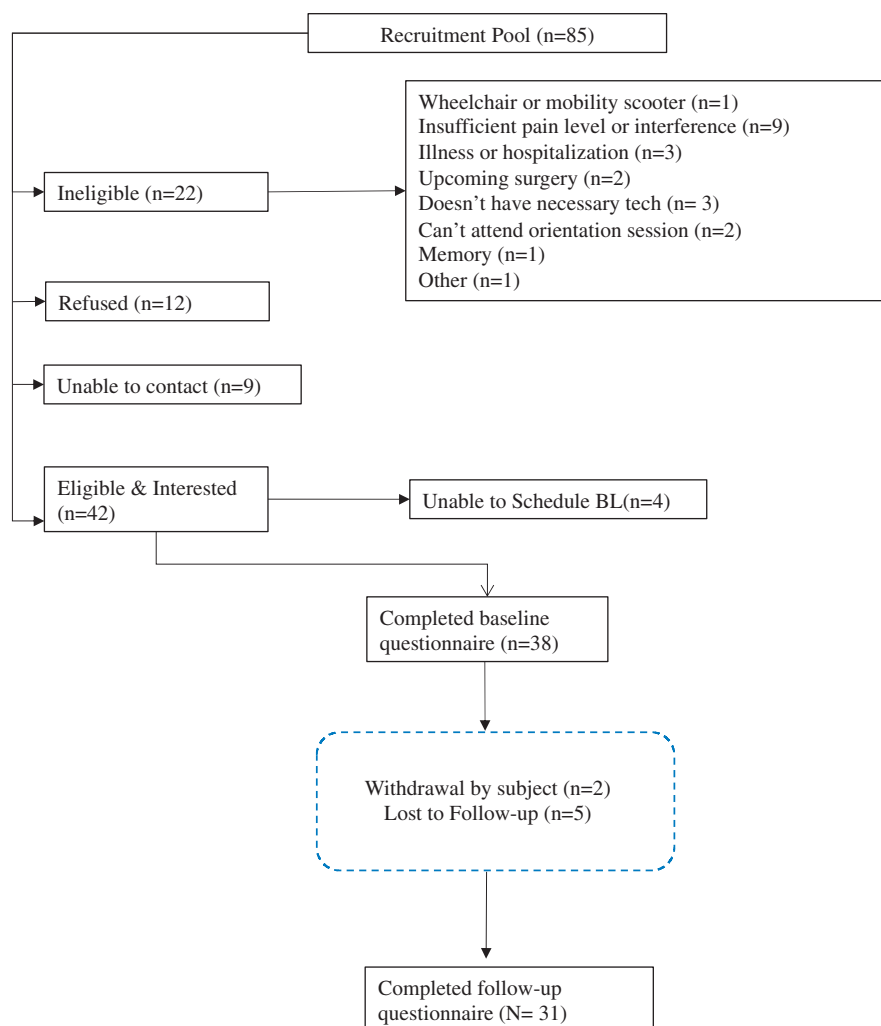 Recruitment Pool (n=85)
Wheelchair or mobility scooter (n=1)
Insufficient pain level or interference (n=9)
Illness or hospitalization (n=3)
Upcoming surgery (n=2)
Doesn't have necessary tech (n= 3)
Can't attend orientation session (n=2)
Memory (n=1)
Other (n=1)
Ineligible (n=22)
Refused (n=12)
Unable to contact (n=9)
Eligible & Interested
(n=42)
Unable to Schedule BL(n=4)
Completed baseline
questionnaire (n=38)
Withdrawal by subject (n=2)
Lost to Follow-up (n=5)
Completed follow-up
questionnaire (N= 31)